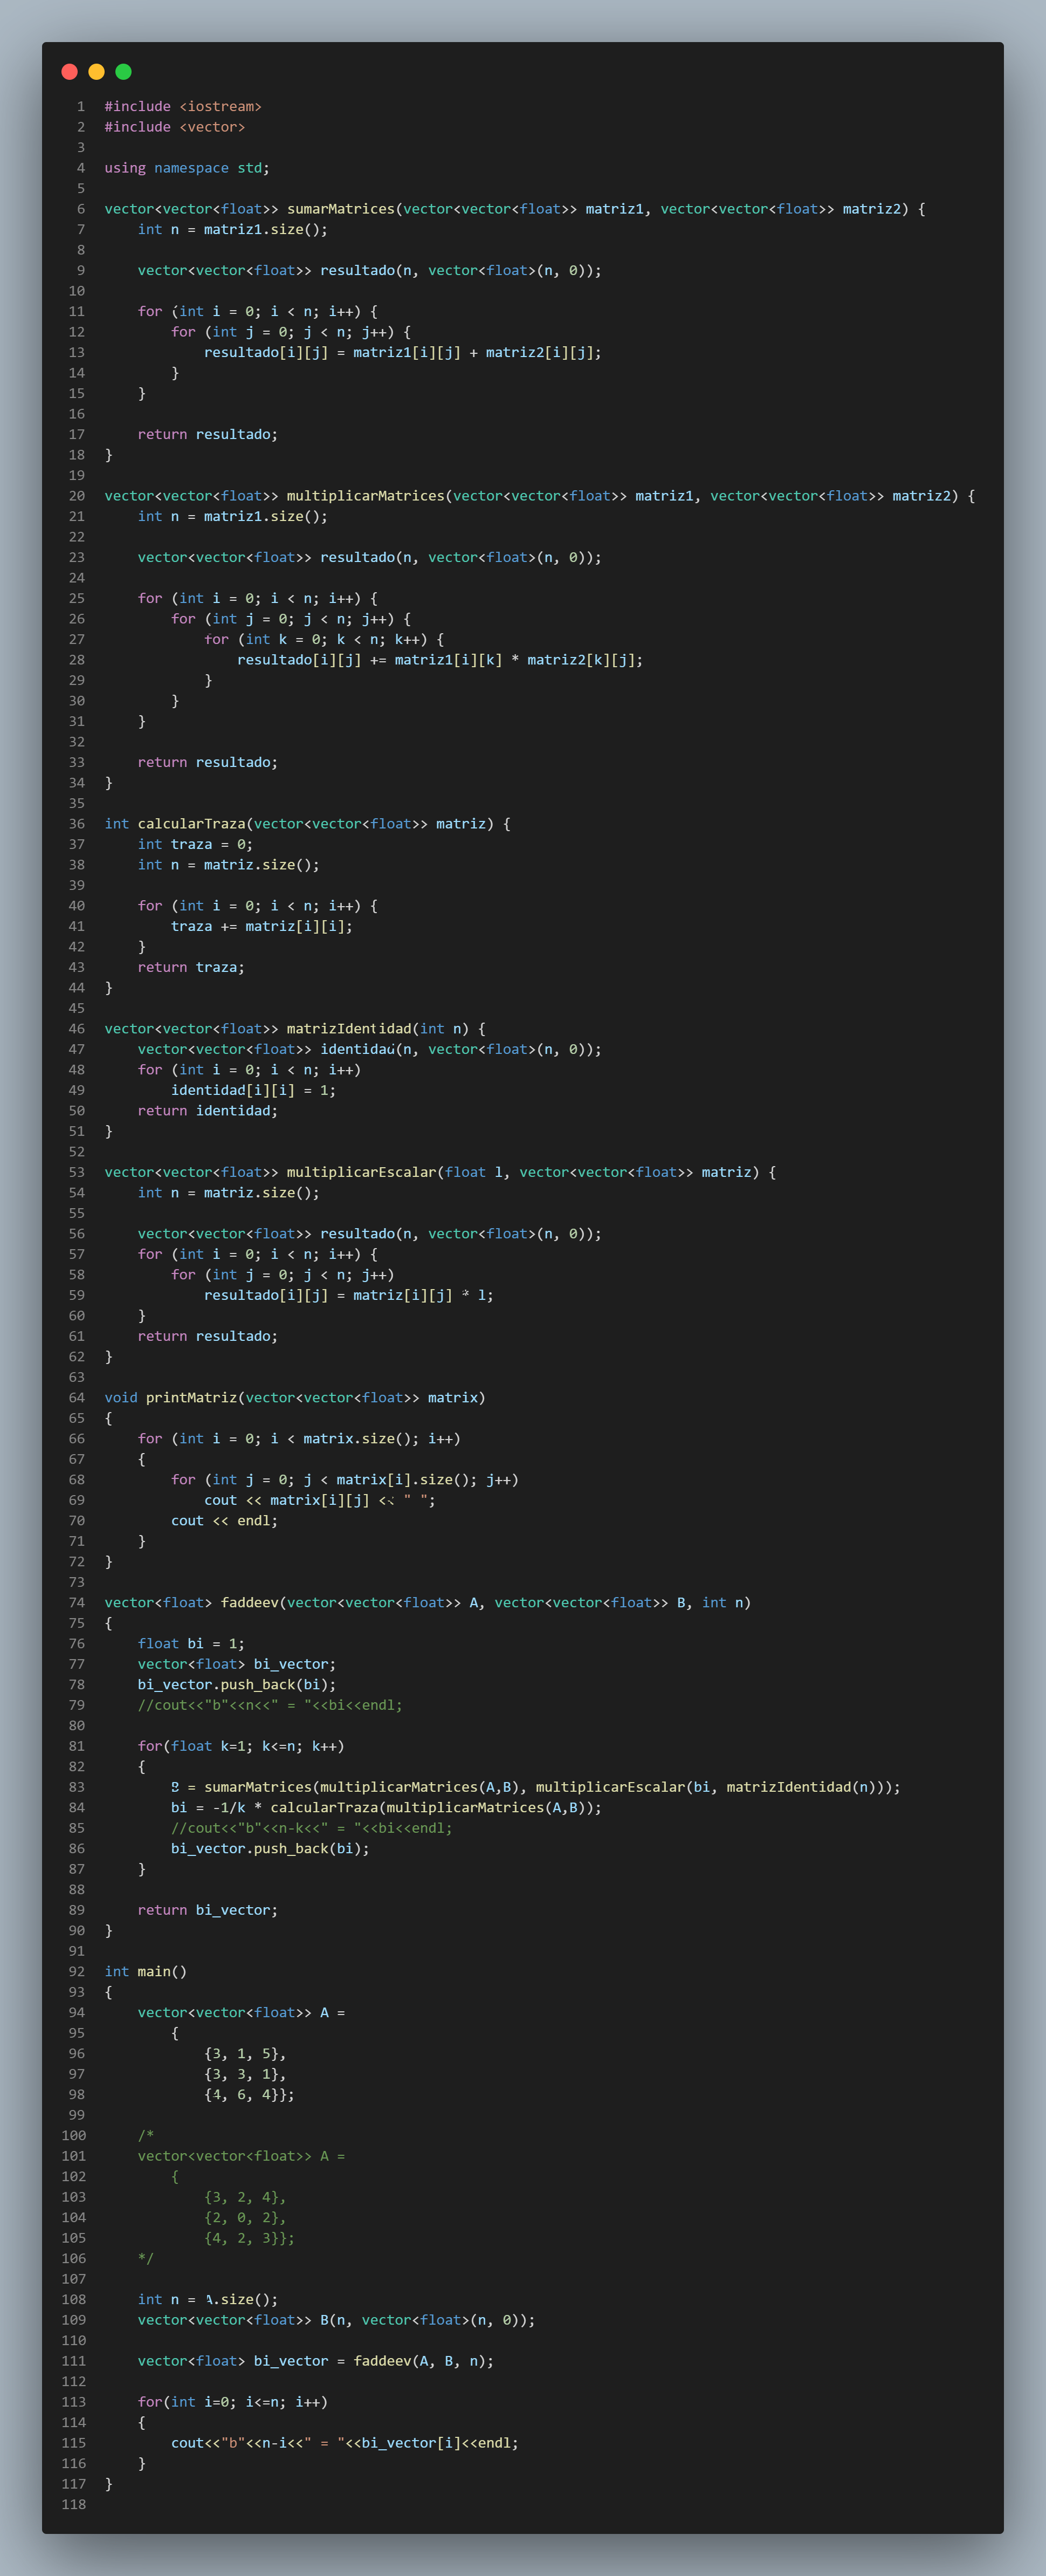 1 #include <iostream>
2 #include <vector>
3
4 using namespace std;
5
6 vector<vector<float>> sumarMatrices(vector<vector<float>> matriz1, vector<vector<float>> matriz2) {
7     int n = matriz1.size();
8
9     vector<vector<float>> resultado(n, vector<float>(n, 0));
10
11     for (int i = 0; i < n; i++) {
12         for (int j = 0; j < n; j++) {
13             resultado[i][j] = matriz1[i][j] + matriz2[i][j];
14         }
15     }
16
17     return resultado;
18 }
19
20 vector<vector<float>> multiplicarMatrices(vector<vector<float>> matriz1, vector<vector<float>> matriz2) {
21     int n = matriz1.size();
22
23     vector<vector<float>> resultado(n, vector<float>(n, 0));
24
25     for (int i = 0; i < n; i++) {
26         for (int j = 0; j < n; j++) {
27             for (int k = 0; k < n; k++) {
28                 resultado[i][j] += matriz1[i][k] * matriz2[k][j];
29             }
30         }
31     }
32
33     return resultado;
34 }
35
36 int calcularTraza(vector<vector<float>> matriz) {
37     int traza = 0;
38     int n = matriz.size();
39
40     for (int i = 0; i < n; i++) {
41         traza += matriz[i][i];
42     }
43     return traza;
44 }
45
46 vector<vector<float>> matrizIdentidad(int n) {
47     vector<vector<float>> identidad(n, vector<float>(n, 0));
48     for (int i = 0; i < n; i++)
49         identidad[i][i] = 1;
50     return identidad;
51 }
52
53 vector<vector<float>> multiplicarEscalar(float l, vector<vector<float>> matriz) {
54     int n = matriz.size();
55
56     vector<vector<float>> resultado(n, vector<float>(n, 0));
57     for (int i = 0; i < n; i++) {
58         for (int j = 0; j < n; j++)
59             resultado[i][j] = matriz[i][j] * l;
60     }
61     return resultado;
62 }
63
64 void printMatriz(vector<vector<float>> matrix)
65 {
66     for (int i = 0; i < matrix.size(); i++)
67     {
68         for (int j = 0; j < matrix[i].size(); j++)
69             cout << matrix[i][j] << " ";
70         cout << endl;
71     }
72 }
73
74 vector<float> faddeev(vector<vector<float>> A, vector<vector<float>> B, int n)
75 {
76     float bi = 1;
77     vector<float> bi_vector;
78     bi_vector.push_back(bi);
79     //cout<<"b"<<n<<" = "<<bi<<endl;
80
81     for(float k=1; k<=n; k++)
82     {
83         B = sumarMatrices(multiplicarMatrices(A,B), multiplicarEscalar(bi, matrizIdentidad(n)));
84         bi = -1/k * calcularTraza(multiplicarMatrices(A,B));
85         //cout<<"b"<<n-k<<" = "<<bi<<endl;
86         bi_vector.push_back(bi);
87     }
88
89     return bi_vector;
90 }
91
92 int main()
93 {
94     vector<vector<float>> A =
95         {
96             {3, 1, 5},
97             {3, 3, 1},
98             {4, 6, 4}};
99
100     /*
101     vector<vector<float>> A =
102         {
103             {3, 2, 4},
104             {2, 0, 2},
105             {4, 2, 3}};
106     */
107
108     int n = A.size();
109     vector<vector<float>> B(n, vector<float>(n, 0));
110
111     vector<float> bi_vector = faddeev(A, B, n);
112
113     for(int i=0; i<=n; i++)
114     {
115         cout<<"b"<<n-i<<" = "<<bi_vector[i]<<endl;
116     }
117 }
118